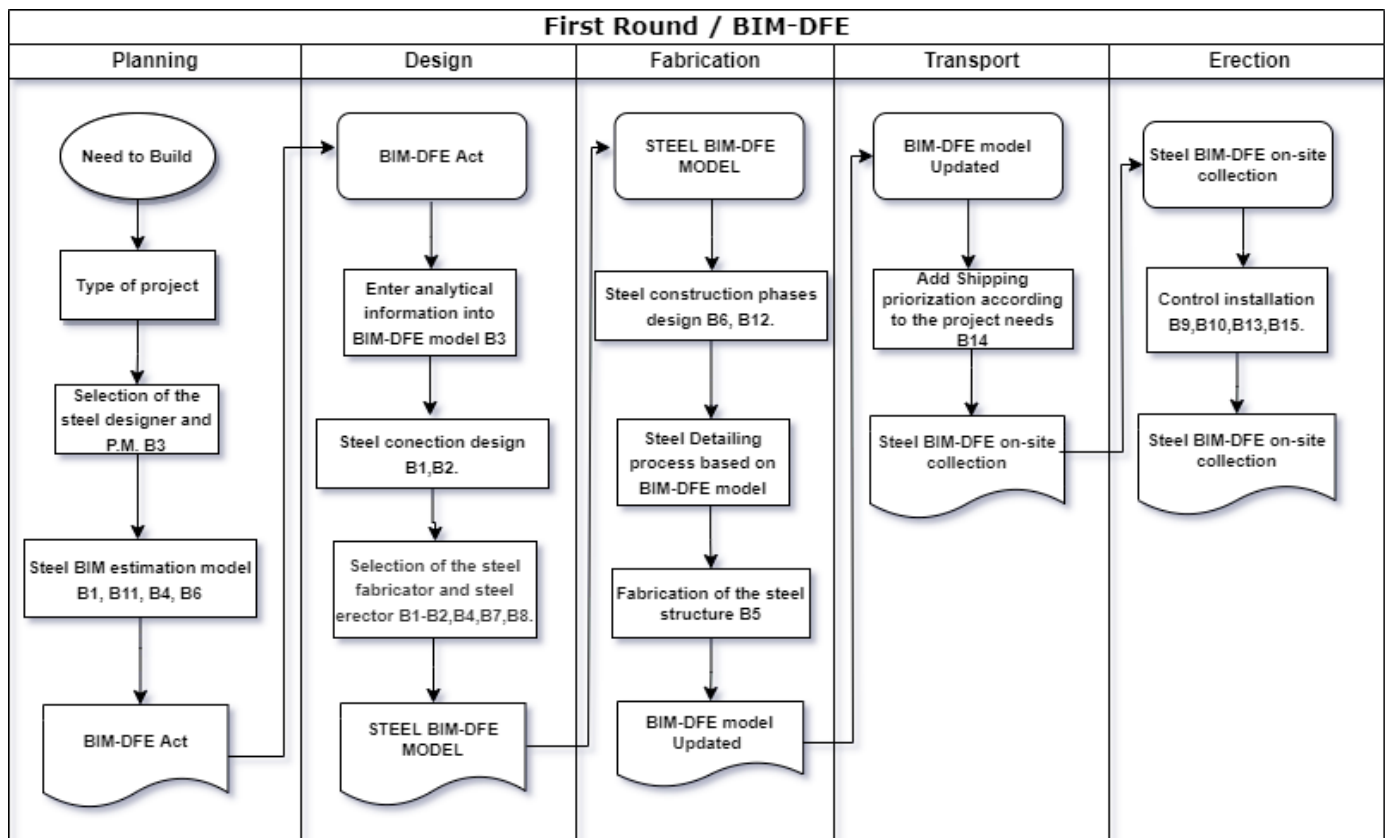 First Round / BIM-DFE
Planning
Design
Fabrication
Transport
Erection
Need to Build
Type of project
Selection of the
steel designer and
P.M. B3
Steel BIM estimation model
B1, B11, B4, B6
BIM-DFE Act
BIM-DFE Act
Enter analytical
information into
BIM-DFE model B3
Steel conection design
B1,B2.
Selection of the steel
fabricator and steel
erector B1-B2,B4,B7,B8.
STEEL BIM-DFE
MODEL
STEEL BIM-DFE
MODEL
Steel construction phases
design B6, B12.
Steel Detailing
process based on
BIM-DFE model
Fabrication of the steel
structure B5
BIM-DFE model
Updated
BIM-DFE model
Updated
Add Shipping
priorization according
to the project needs
B14
Steel BIM-DFE on-site
collection
Steel BIM-DFE on-site
collection
Control installation
B9,B10,B13,B15.
Steel BIM-DFE on-site
collection